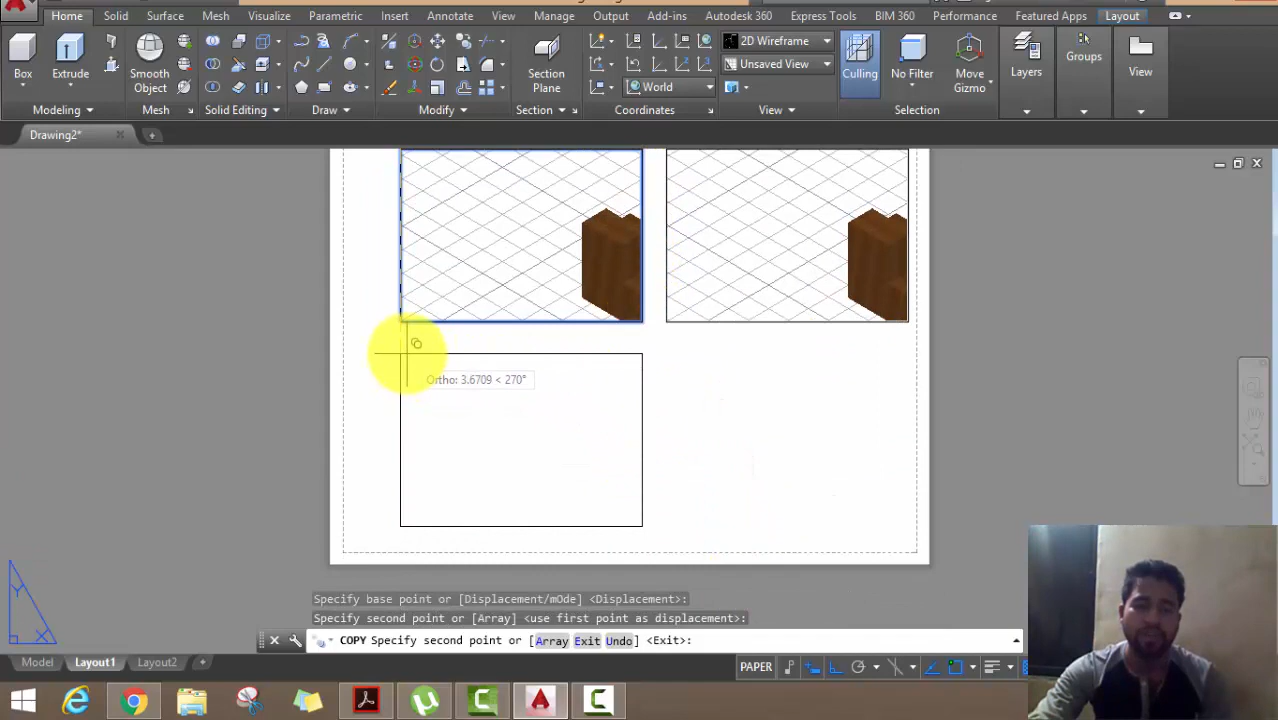 Home Solid Surface Mesh Visualize Parametric Insert Annotate View Manage Output Add-ins Autodesk 360 Express Tools BIM 360 Performance Featured Apps Layout
2D Wireframe
Unsaved View
World
Box Extrude Smooth Object Section Plane Culling No Filter Move Gizmo Layers Groups View
Modeling Mesh Solid Editing Draw Modify Section Coordinates View Selection
Drawing2*
Ortho: 3.6709 < 270°
Specify base point or [Displacement/mOde] <Displacement>:
Specify second point or [Array] <use first point as displacement>:
COPY Specify second point or [Array Exit Undo] <Exit>:
Y
X
Model Layout1 Layout2 PAPER